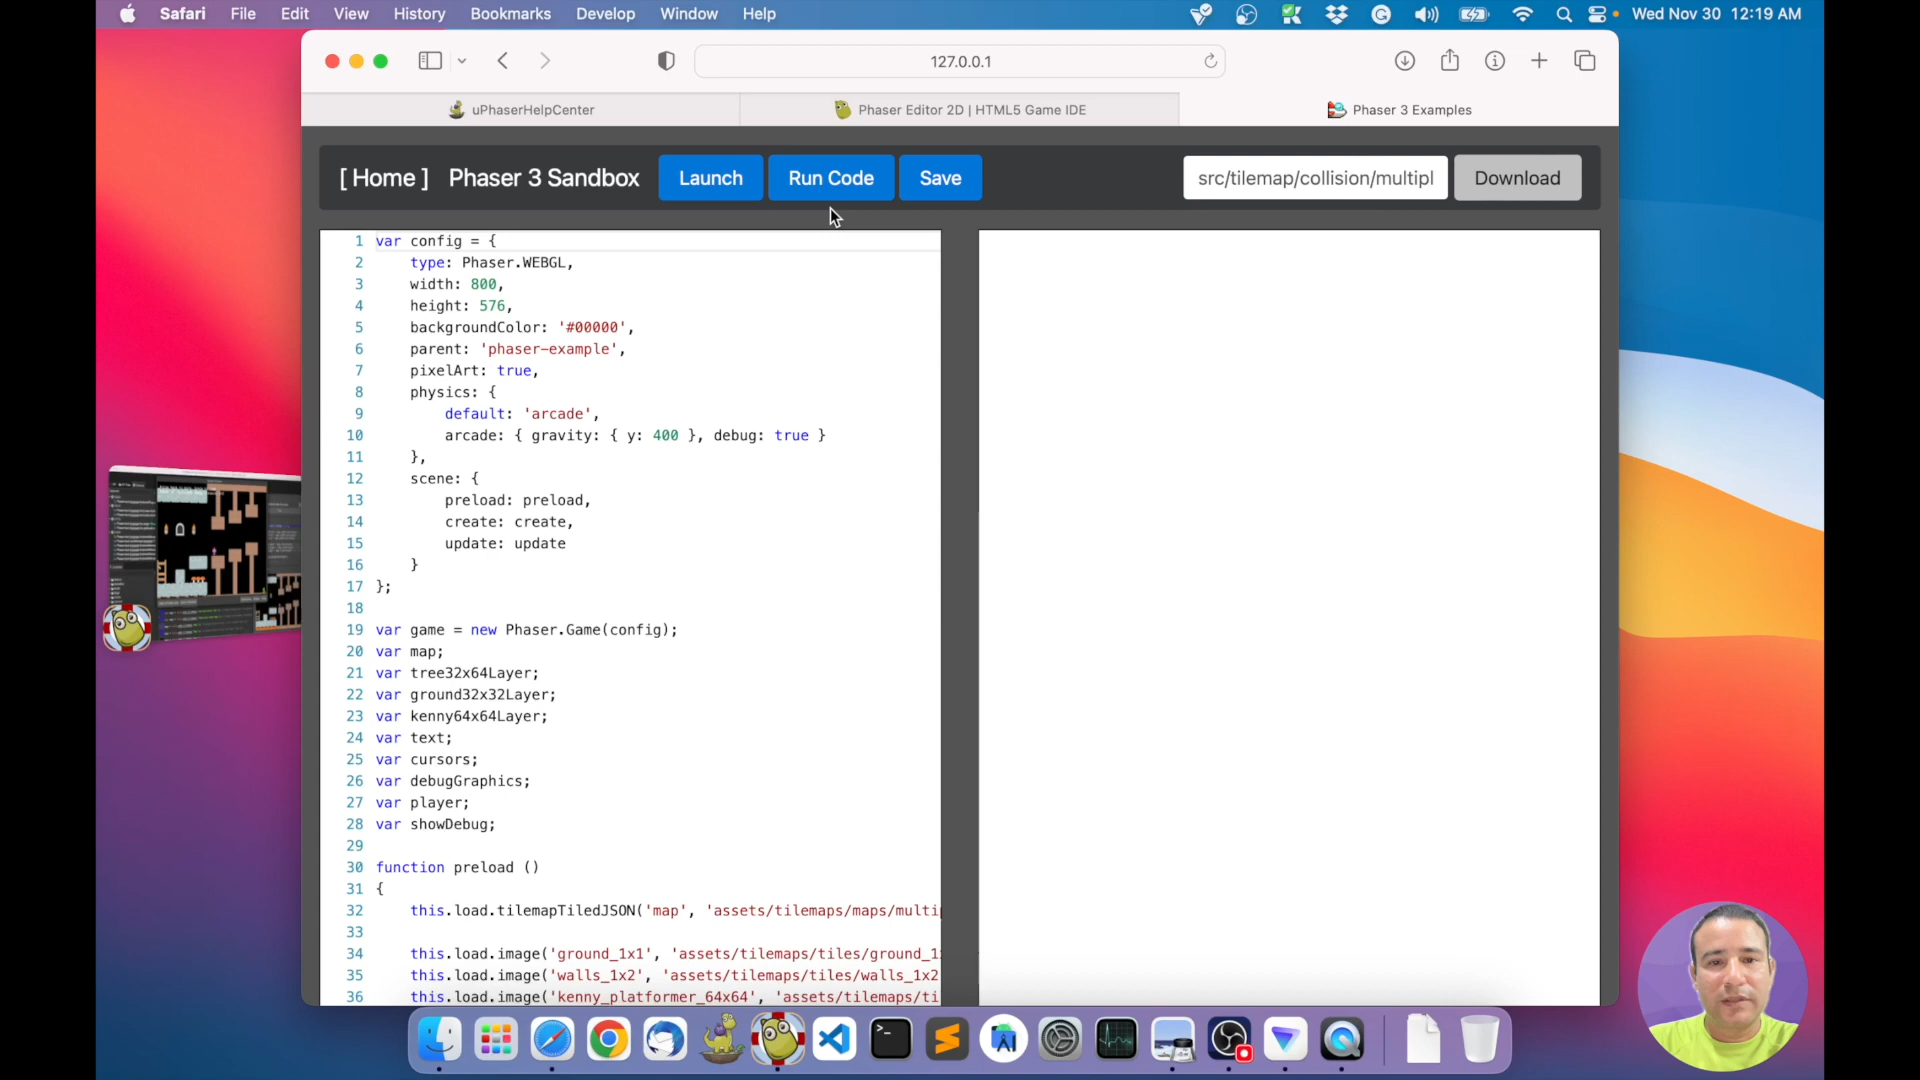 Safari File Edit View History Bookmarks Develop Window Help Wed Nov 30 12:19 AM
127.0.0.1
uPhaserHelpCenter Phaser Editor 2D | HTML5 Game IDE Phaser 3 Examples
[ Home ] Phaser 3 Sandbox Launch Run Code Save src/tilemap/collision/multipl Download
1 var config = {
2 type: Phaser.WEBGL,
3 width: 800,
4 height: 576,
5 backgroundColor: '#00000',
6 parent: 'phaser-example',
7 pixelArt: true,
8 physics: {
9 default: 'arcade',
10 arcade: { gravity: { y: 400 }, debug: true }
11 },
12 scene: {
13 preload: preload,
14 create: create,
15 update: update
16 }
17 };
18
19 var game = new Phaser.Game(config);
20 var map;
21 var tree32x64Layer;
22 var ground32x32Layer;
23 var kenny64x64Layer;
24 var text;
25 var cursors;
26 var debugGraphics;
27 var player;
28 var showDebug;
29
30 function preload ()
31 {
32 this.load.tilemapTiledJSON('map', 'assets/tilemaps/maps/multip
33
34 this.load.image('ground_1x1', 'assets/tilemaps/tiles/ground_1
35 this.load.image('walls_1x2', 'assets/tilemaps/tiles/walls_1x2
36 this.load.image('kenny_platformer_64x64', 'assets/tilemaps/ti